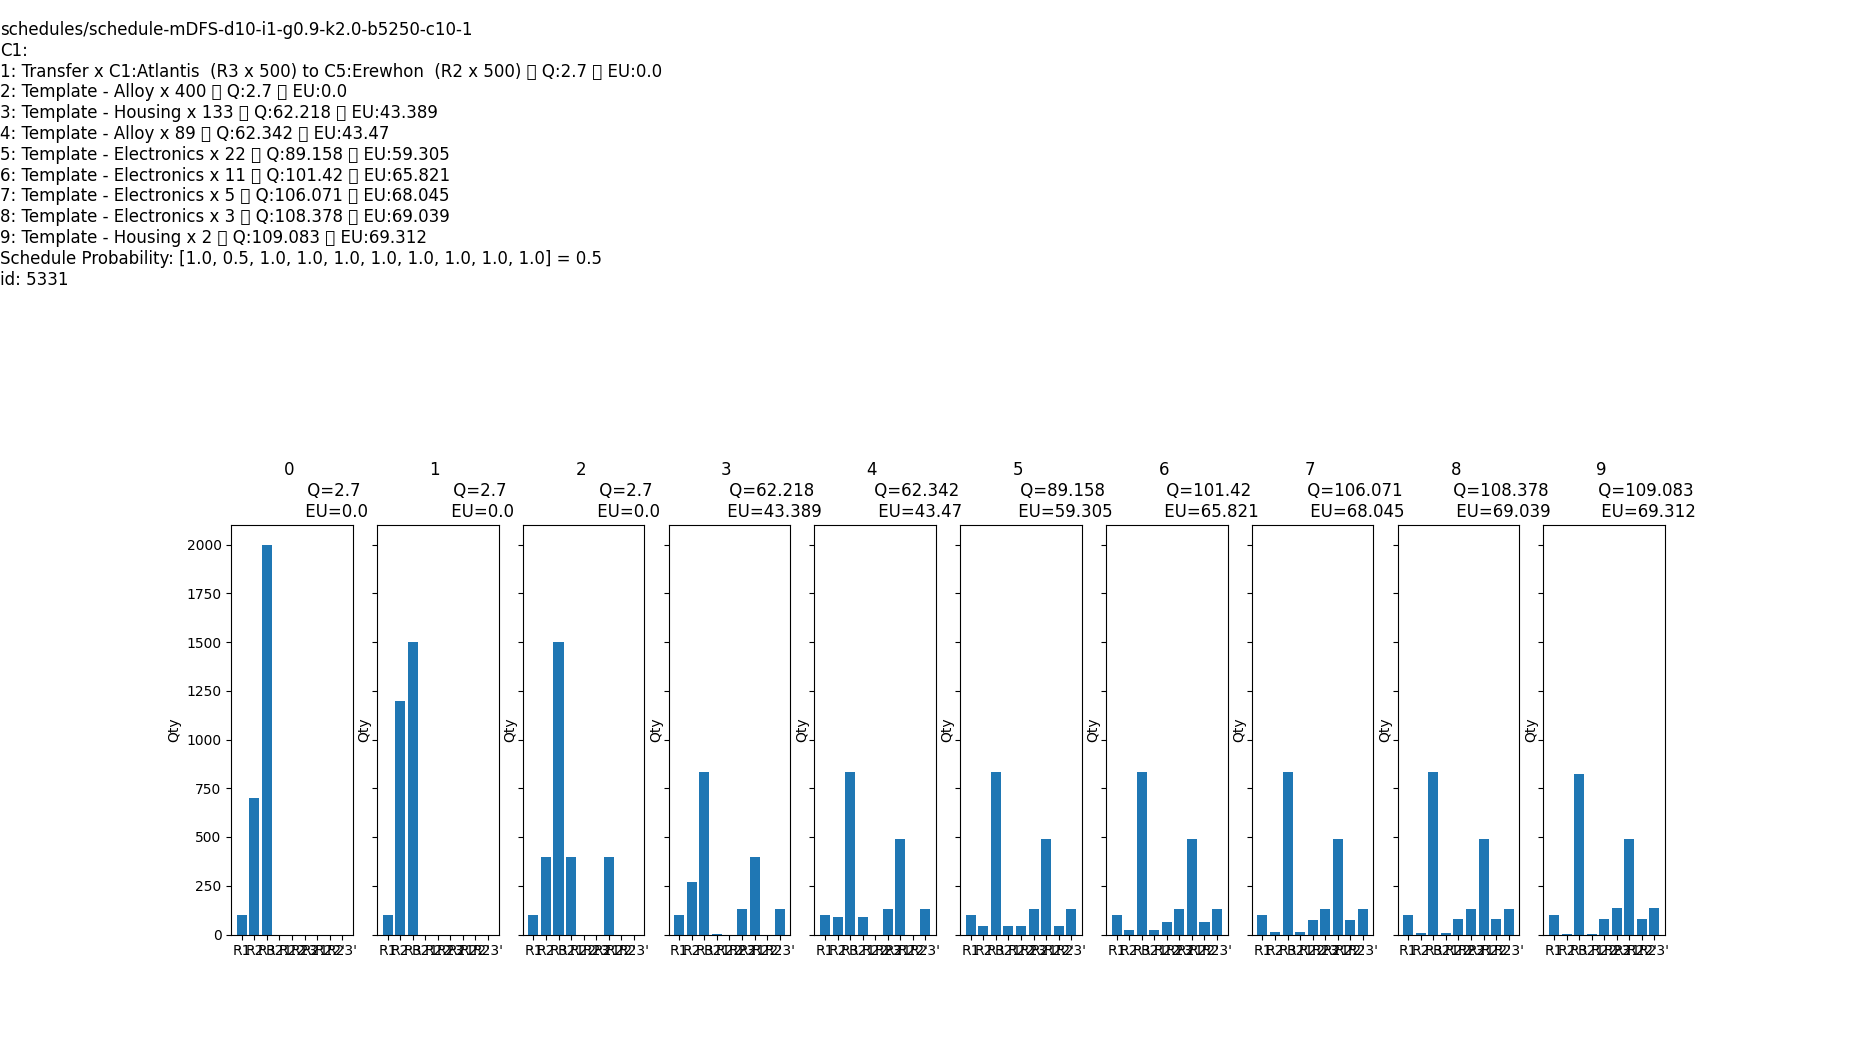 schedules/schedule-mDFS-d10-i1-g0.9-k2.0-b5250-c10-1
C1:
1: Transfer x C1:Atlantis  (R3 x 500) to C5:Erewhon  (R2 x 500) ▯ Q:2.7 ▯ EU:0.0
2: Template - Alloy x 400 ▯ Q:2.7 ▯ EU:0.0
3: Template - Housing x 133 ▯ Q:62.218 ▯ EU:43.389
4: Template - Alloy x 89 ▯ Q:62.342 ▯ EU:43.47
5: Template - Electronics x 22 ▯ Q:89.158 ▯ EU:59.305
6: Template - Electronics x 11 ▯ Q:101.42 ▯ EU:65.821
7: Template - Electronics x 5 ▯ Q:106.071 ▯ EU:68.045
8: Template - Electronics x 3 ▯ Q:108.378 ▯ EU:69.039
9: Template - Housing x 2 ▯ Q:109.083 ▯ EU:69.312
Schedule Probability: [1.0, 0.5, 1.0, 1.0, 1.0, 1.0, 1.0, 1.0, 1.0, 1.0] = 0.5
id: 5331
0 1 2 3 4 5 6 7 8 9
Q=2.7 Q=2.7 Q=2.7 Q=62.218 Q=62.342 Q=89.158 Q=101.42 Q=106.071 Q=108.378 Q=109.083
EU=0.0 EU=0.0 EU=0.0 EU=43.389 EU=43.47 EU=59.305 EU=65.821 EU=68.045 EU=69.039 EU=69.312
2000
1750
1500
1250
1000
750
500
250
0
Qty Qty Qty Qty Qty Qty Qty Qty Qty Qty